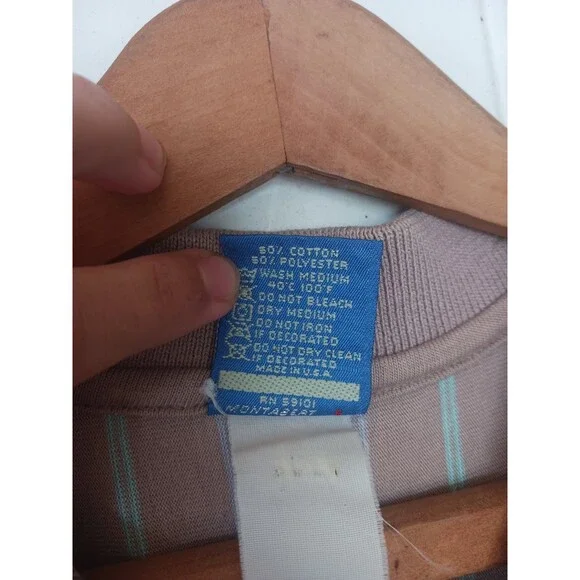 50% COTTON
50% POLYESTER
WASH MEDIUM
40°C 100°F
DO NOT BLEACH
DRY MEDIUM
DO NOT IRON
IF DECORATED
DO NOT DRY CLEAN
IF DECORATED
MADE IN U.S.A.
RN 59101
MONTABERT